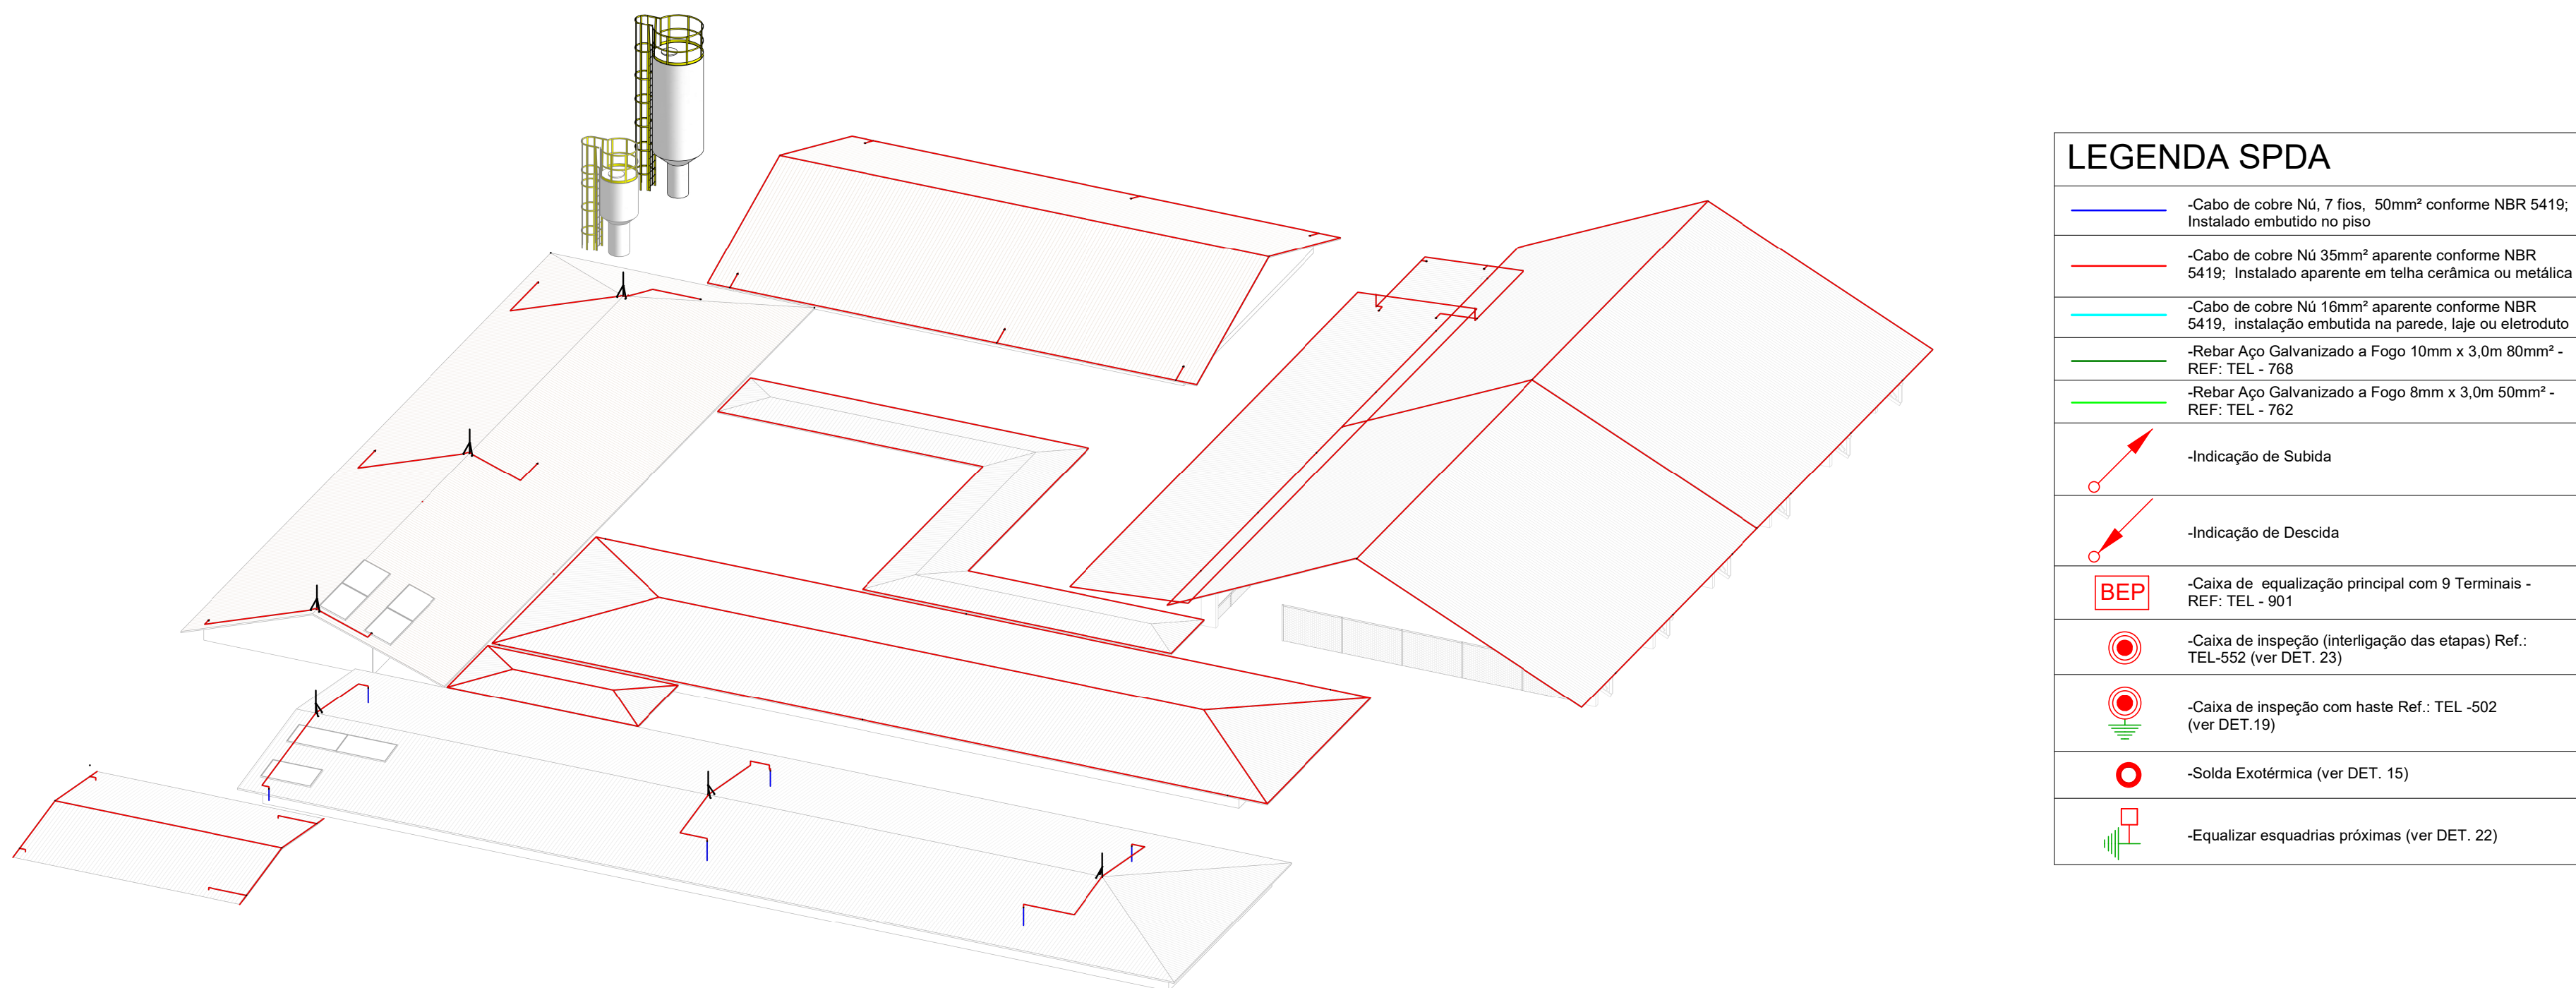 LEGENDA SPDA
-Cabo de cobre Nú, 7 fios, 50mm² conforme NBR 5419;
Instalado embutido no piso
-Cabo de cobre Nú 35mm² aparente conforme NBR
5419; Instalado aparente em telha cerâmica ou metálica
-Cabo de cobre Nú 16mm² aparente conforme NBR
5419, instalação embutida na parede, laje ou eletroduto
-Rebar Aço Galvanizado a Fogo 10mm x 3,0m 80mm² -
REF: TEL - 768
-Rebar Aço Galvanizado a Fogo 8mm x 3,0m 50mm² -
REF: TEL - 762
-Indicação de Subida
-Indicação de Descida
BEP
-Caixa de equalização principal com 9 Terminais -
REF: TEL - 901
-Caixa de inspeção (interligação das etapas) Ref.:
TEL-552 (ver DET. 23)
-Caixa de inspeção com haste Ref.: TEL -502
(ver DET.19)
-Solda Exotérmica (ver DET. 15)
-Equalizar esquadrias próximas (ver DET. 22)